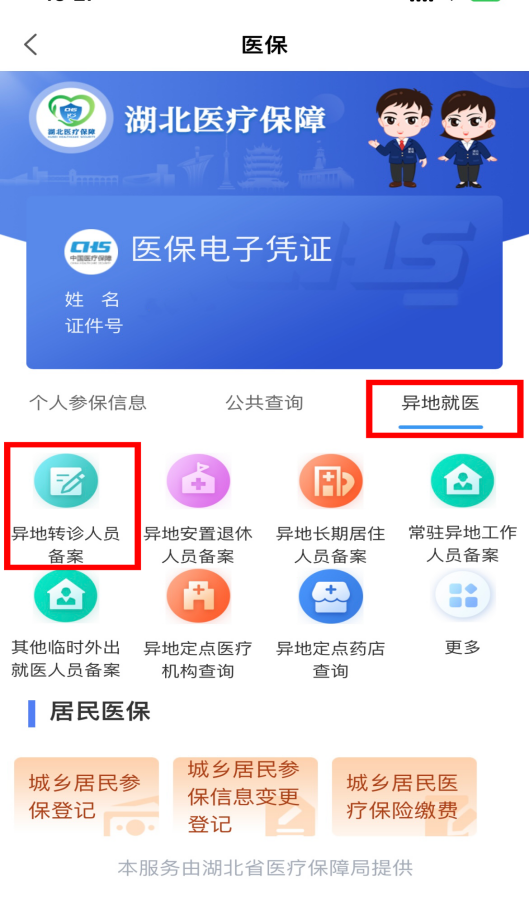 医保
湖北医疗保障
湖北医疗保障
CHS
中国医疗保障
医保电子凭证
姓 名
证件号
个人参保信息
公共查询
异地就医
异地转诊人员
备案
异地安置退休
人员备案
异地长期居住
人员备案
常驻异地工作
人员备案
其他临时外出
就医人员备案
异地定点医疗
机构查询
异地定点药店
查询
更多
居民医保
城乡居民参
保登记
城乡居民参
保信息变更
登记
城乡居民医
疗保险缴费
本服务由湖北省医疗保障局提供